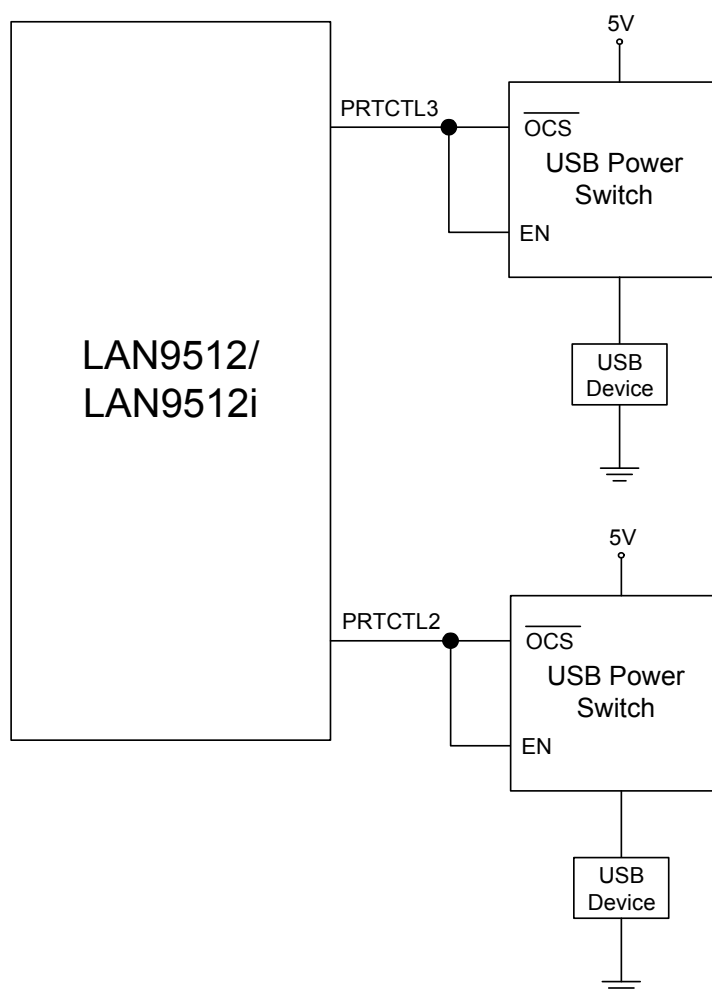 5V
PRTCTL3
OCS
USB Power
Switch
EN
LAN9512/
LAN9512i
USB
Device
5V
PRTCTL2
OCS
USB Power
Switch
EN
USB
Device